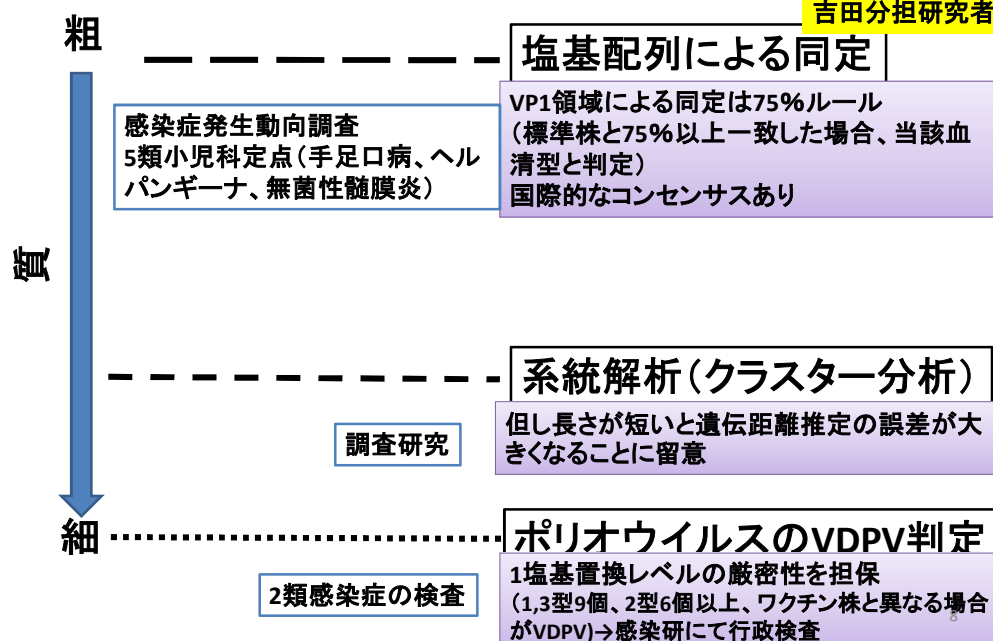 吉田分担研究者
粗
塩基配列による同定
VP1領域による同定は75%ルール
（標準株と75%以上一致した場合、当該血
清型と判定）
国際的なコンセンサスあり
感染症発生動向調査
5類小児科定点（手足口病、ヘル
パンギーナ、無菌性髄膜炎）
質
系統解析（クラスター分析）
但し長さが短いと遺伝距離推定の誤差が大
きくなることに留意
調査研究
細
ポリオウイルスのVDPV判定
1塩基置換レベルの厳密性を担保
（1,3型9個、2型6個以上、ワクチン株と異なる場合
がVDPV)→感染研にて行政検査
2類感染症の検査
8